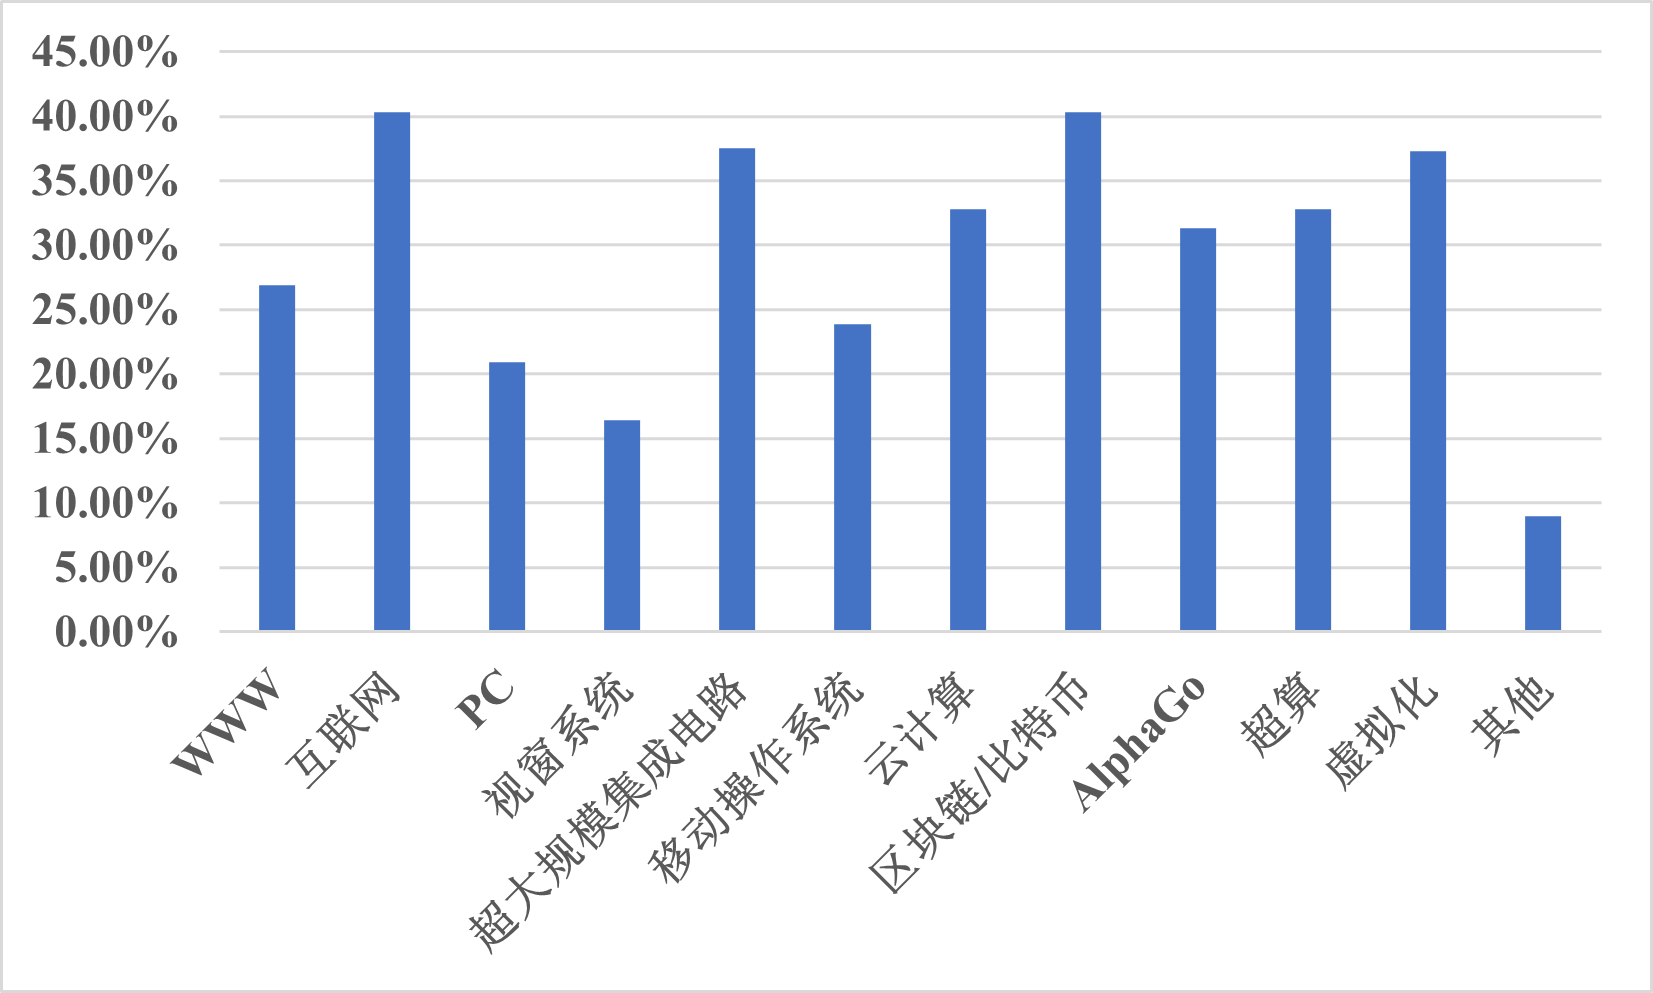 45.00%
40.00%
35.00%
30.00%
25.00%
20.00%
15.00%
10.00%
5.00%
0.00%
WWW
互联网
PC
视窗系统
超大规模集成电路
移动操作系统
云计算
区块链/比特币
AlphaGo
超算
虚拟化
其他